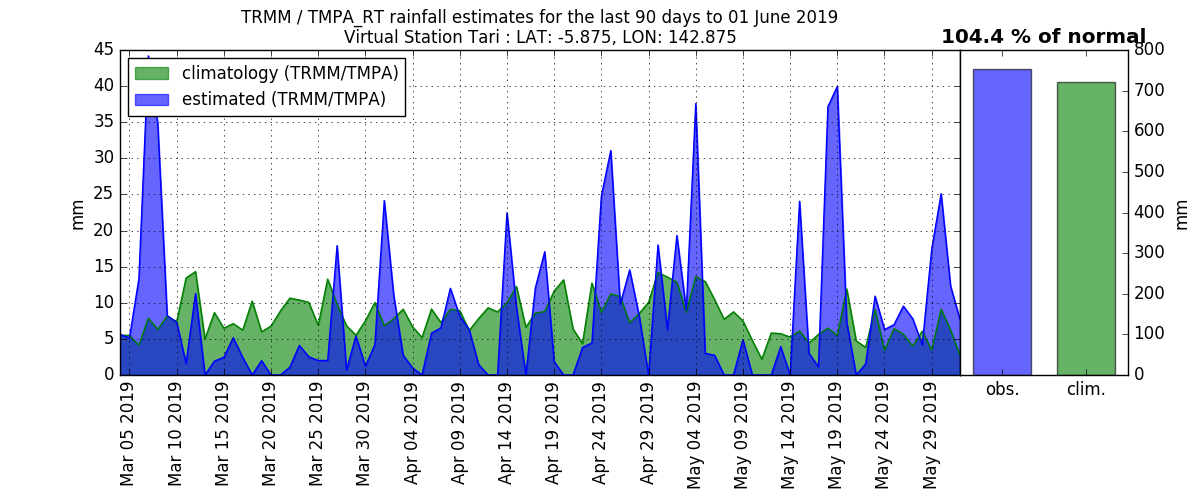 TRMM / TMPA_RT rainfall estimates for the last 90 days to 01 June 2019
Virtual Station Tari : LAT: -5.875, LON: 142.875
104.4 % of normal
climatology (TRMM/TMPA)
estimated (TRMM/TMPA)
45
40
35
30
25
20
15
10
5
0
mm
Mar 05 2019
Mar 10 2019
Mar 15 2019
Mar 20 2019
Mar 25 2019
Mar 30 2019
Apr 04 2019
Apr 09 2019
Apr 14 2019
Apr 19 2019
Apr 24 2019
Apr 29 2019
May 04 2019
May 09 2019
May 14 2019
May 19 2019
May 24 2019
May 29 2019
obs.
clim.
800
700
600
500
400
300
200
100
0
mm